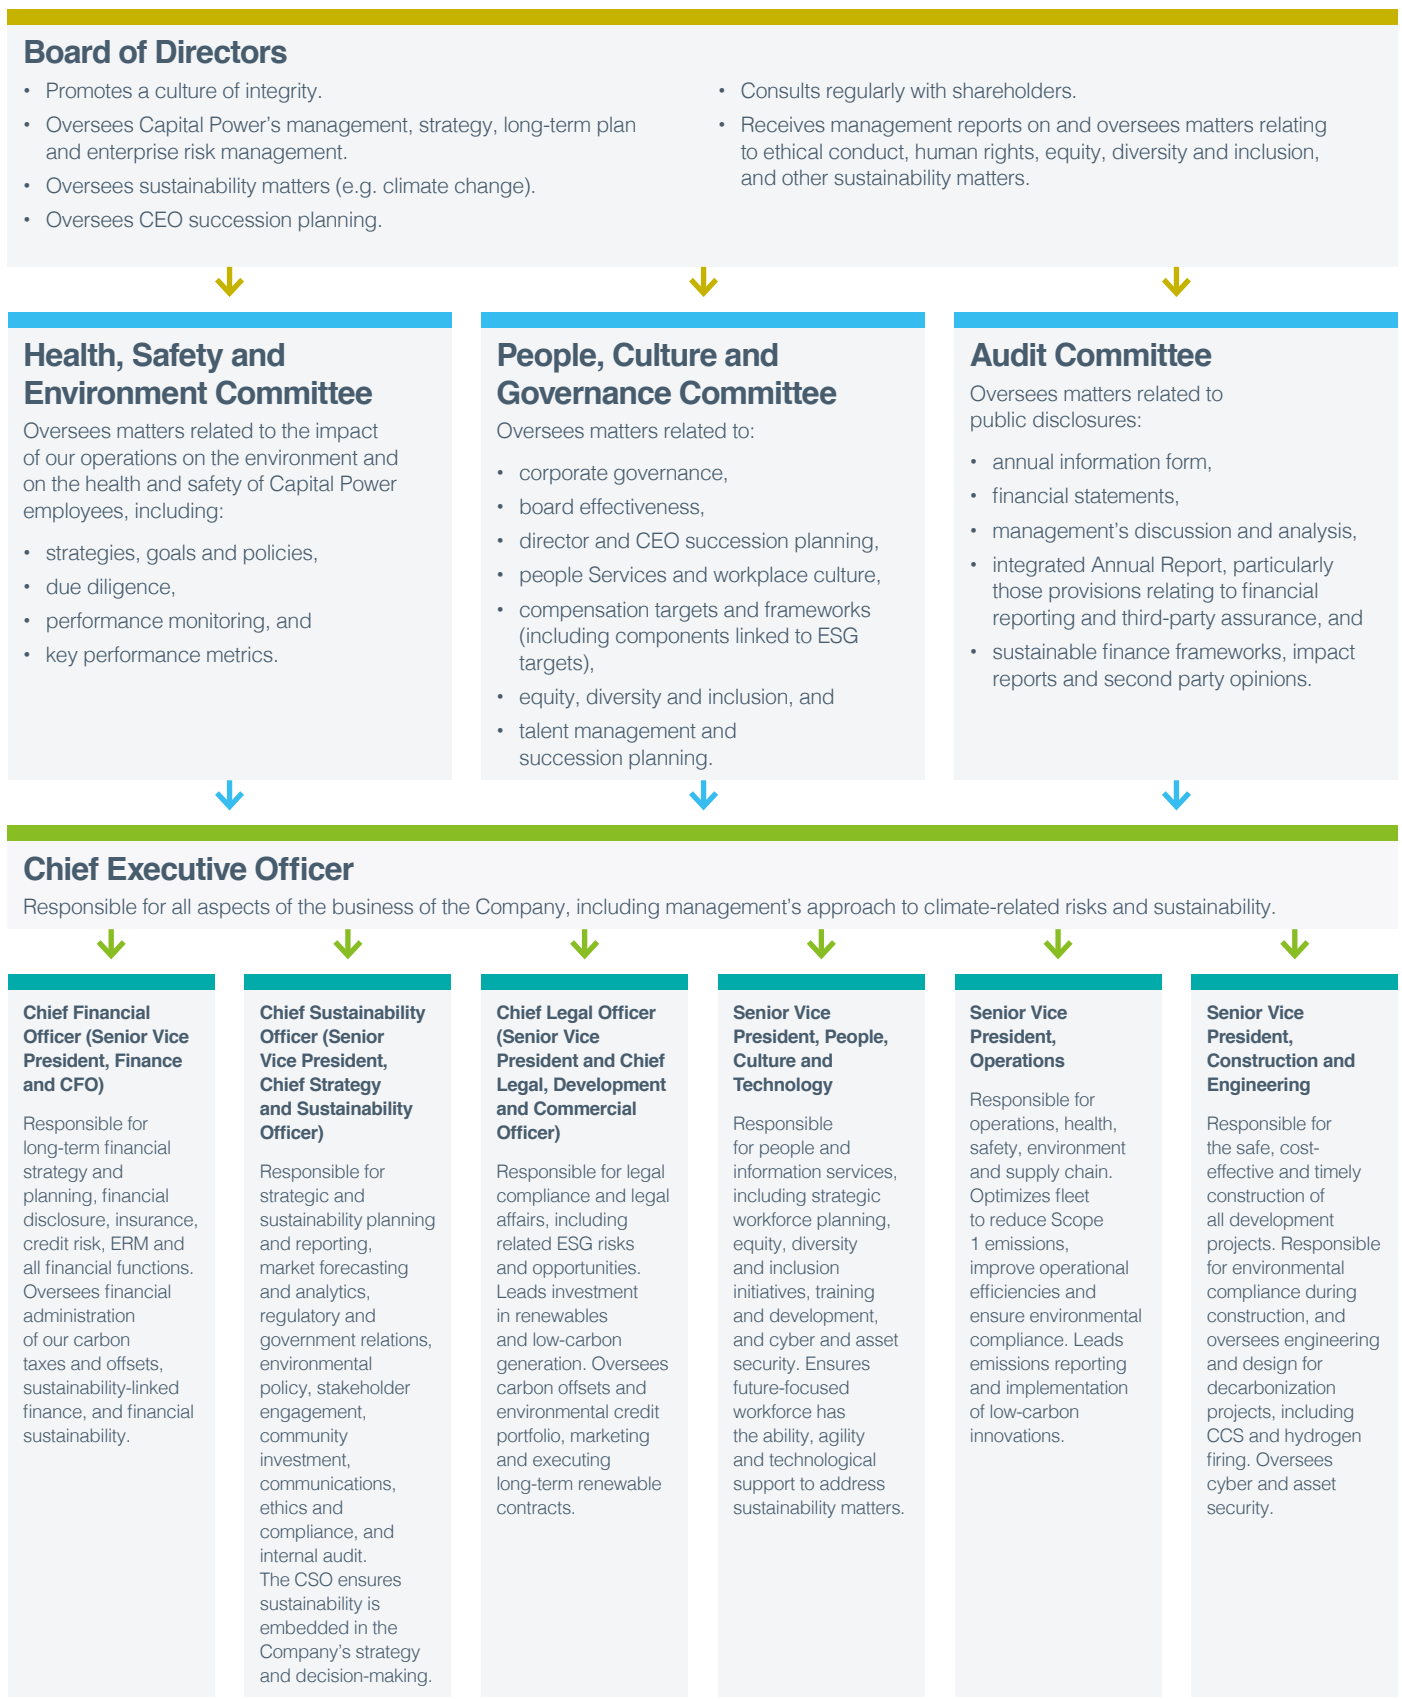 Board of Directors
• Promotes a culture of integrity.
• Oversees Capital Power's management, strategy, long-term plan
and enterprise risk management.
• Oversees sustainability matters (e.g. climate change).
• Oversees CEO succession planning.
• Consults regularly with shareholders.
• Receives management reports on and oversees matters relating
to ethical conduct, human rights, equity, diversity and inclusion,
and other sustainability matters.
Health, Safety and
Environment Committee
Oversees matters related to the impact
of our operations on the environment and
on the health and safety of Capital Power
employees, including:
• strategies, goals and policies,
• due diligence,
• performance monitoring, and
• key performance metrics.
People, Culture and
Governance Committee
Oversees matters related to:
• corporate governance,
• board effectiveness,
• director and CEO succession planning,
• people Services and workplace culture,
• compensation targets and frameworks
(including components linked to ESG
targets),
• equity, diversity and inclusion, and
• talent management and
succession planning.
Audit Committee
Oversees matters related to
public disclosures:
• annual information form,
• financial statements,
• management's discussion and analysis,
• integrated Annual Report, particularly
those provisions relating to financial
reporting and third-party assurance, and
• sustainable finance frameworks, impact
reports and second party opinions.
Chief Executive Officer
Responsible for all aspects of the business of the Company, including management's approach to climate-related risks and sustainability.
Chief Financial
Officer (Senior Vice
President, Finance
and CFO)
Responsible for
long-term financial
strategy and
planning, financial
disclosure, insurance,
credit risk, ERM and
all financial functions.
Oversees financial
administration
of our carbon
taxes and offsets,
sustainability-linked
finance, and financial
sustainability.
Chief Sustainability
Officer (Senior
Vice President,
Chief Strategy
and Sustainability
Officer)
Responsible for
strategic and
sustainability planning
and reporting,
market forecasting
and analytics,
regulatory and
government relations,
environmental
policy, stakeholder
engagement,
community
investment,
communications,
ethics and
compliance, and
internal audit.
The CSO ensures
sustainability is
embedded in the
Company's strategy
and decision-making.
Chief Legal Officer
(Senior Vice
President and Chief
Legal, Development
and Commercial
Officer)
Responsible for legal
compliance and legal
affairs, including
related ESG risks
and opportunities.
Leads investment
in renewables
and low-carbon
generation. Oversees
carbon offsets and
environmental credit
portfolio, marketing
and executing
long-term renewable
contracts.
Senior Vice
President, People,
Culture and
Technology
Responsible
for people and
information services,
including strategic
workforce planning,
equity, diversity
and inclusion
initiatives, training
and development,
and cyber and asset
security. Ensures
future-focused
workforce has
the ability, agility
and technological
support to address
sustainability matters.
Senior Vice
President,
Operations
Responsible for
operations, health,
safety, environment
and supply chain.
Optimizes fleet
to reduce Scope
1 emissions,
improve operational
efficiencies and
ensure environmental
compliance. Leads
emissions reporting
and implementation
of low-carbon
innovations.
Senior Vice
President,
Construction and
Engineering
Responsible for
the safe, cost-
effective and timely
construction of
all development
projects. Responsible
for environmental
compliance during
construction, and
oversees engineering
and design for
decarbonization
projects, including
CCS and hydrogen
firing. Oversees
cyber and asset
security.